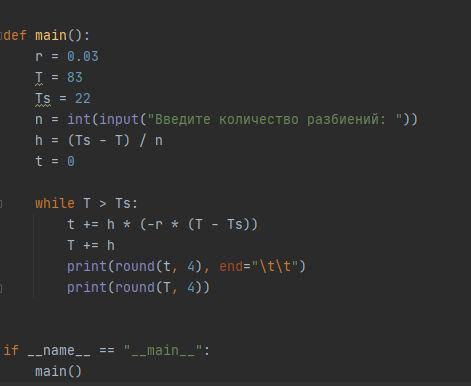 def main():
    r = 0.03
    T = 83
    Ts = 22
    n = int(input("Введите количество разбиений: "))
    h = (Ts - T) / n
    t = 0
    while T > Ts:
        t += h * (-r * (T - Ts))
        T += h
        print(round(t, 4), end="\t\t")
        print(round(T, 4))
if __name__ == "__main__":
    main()